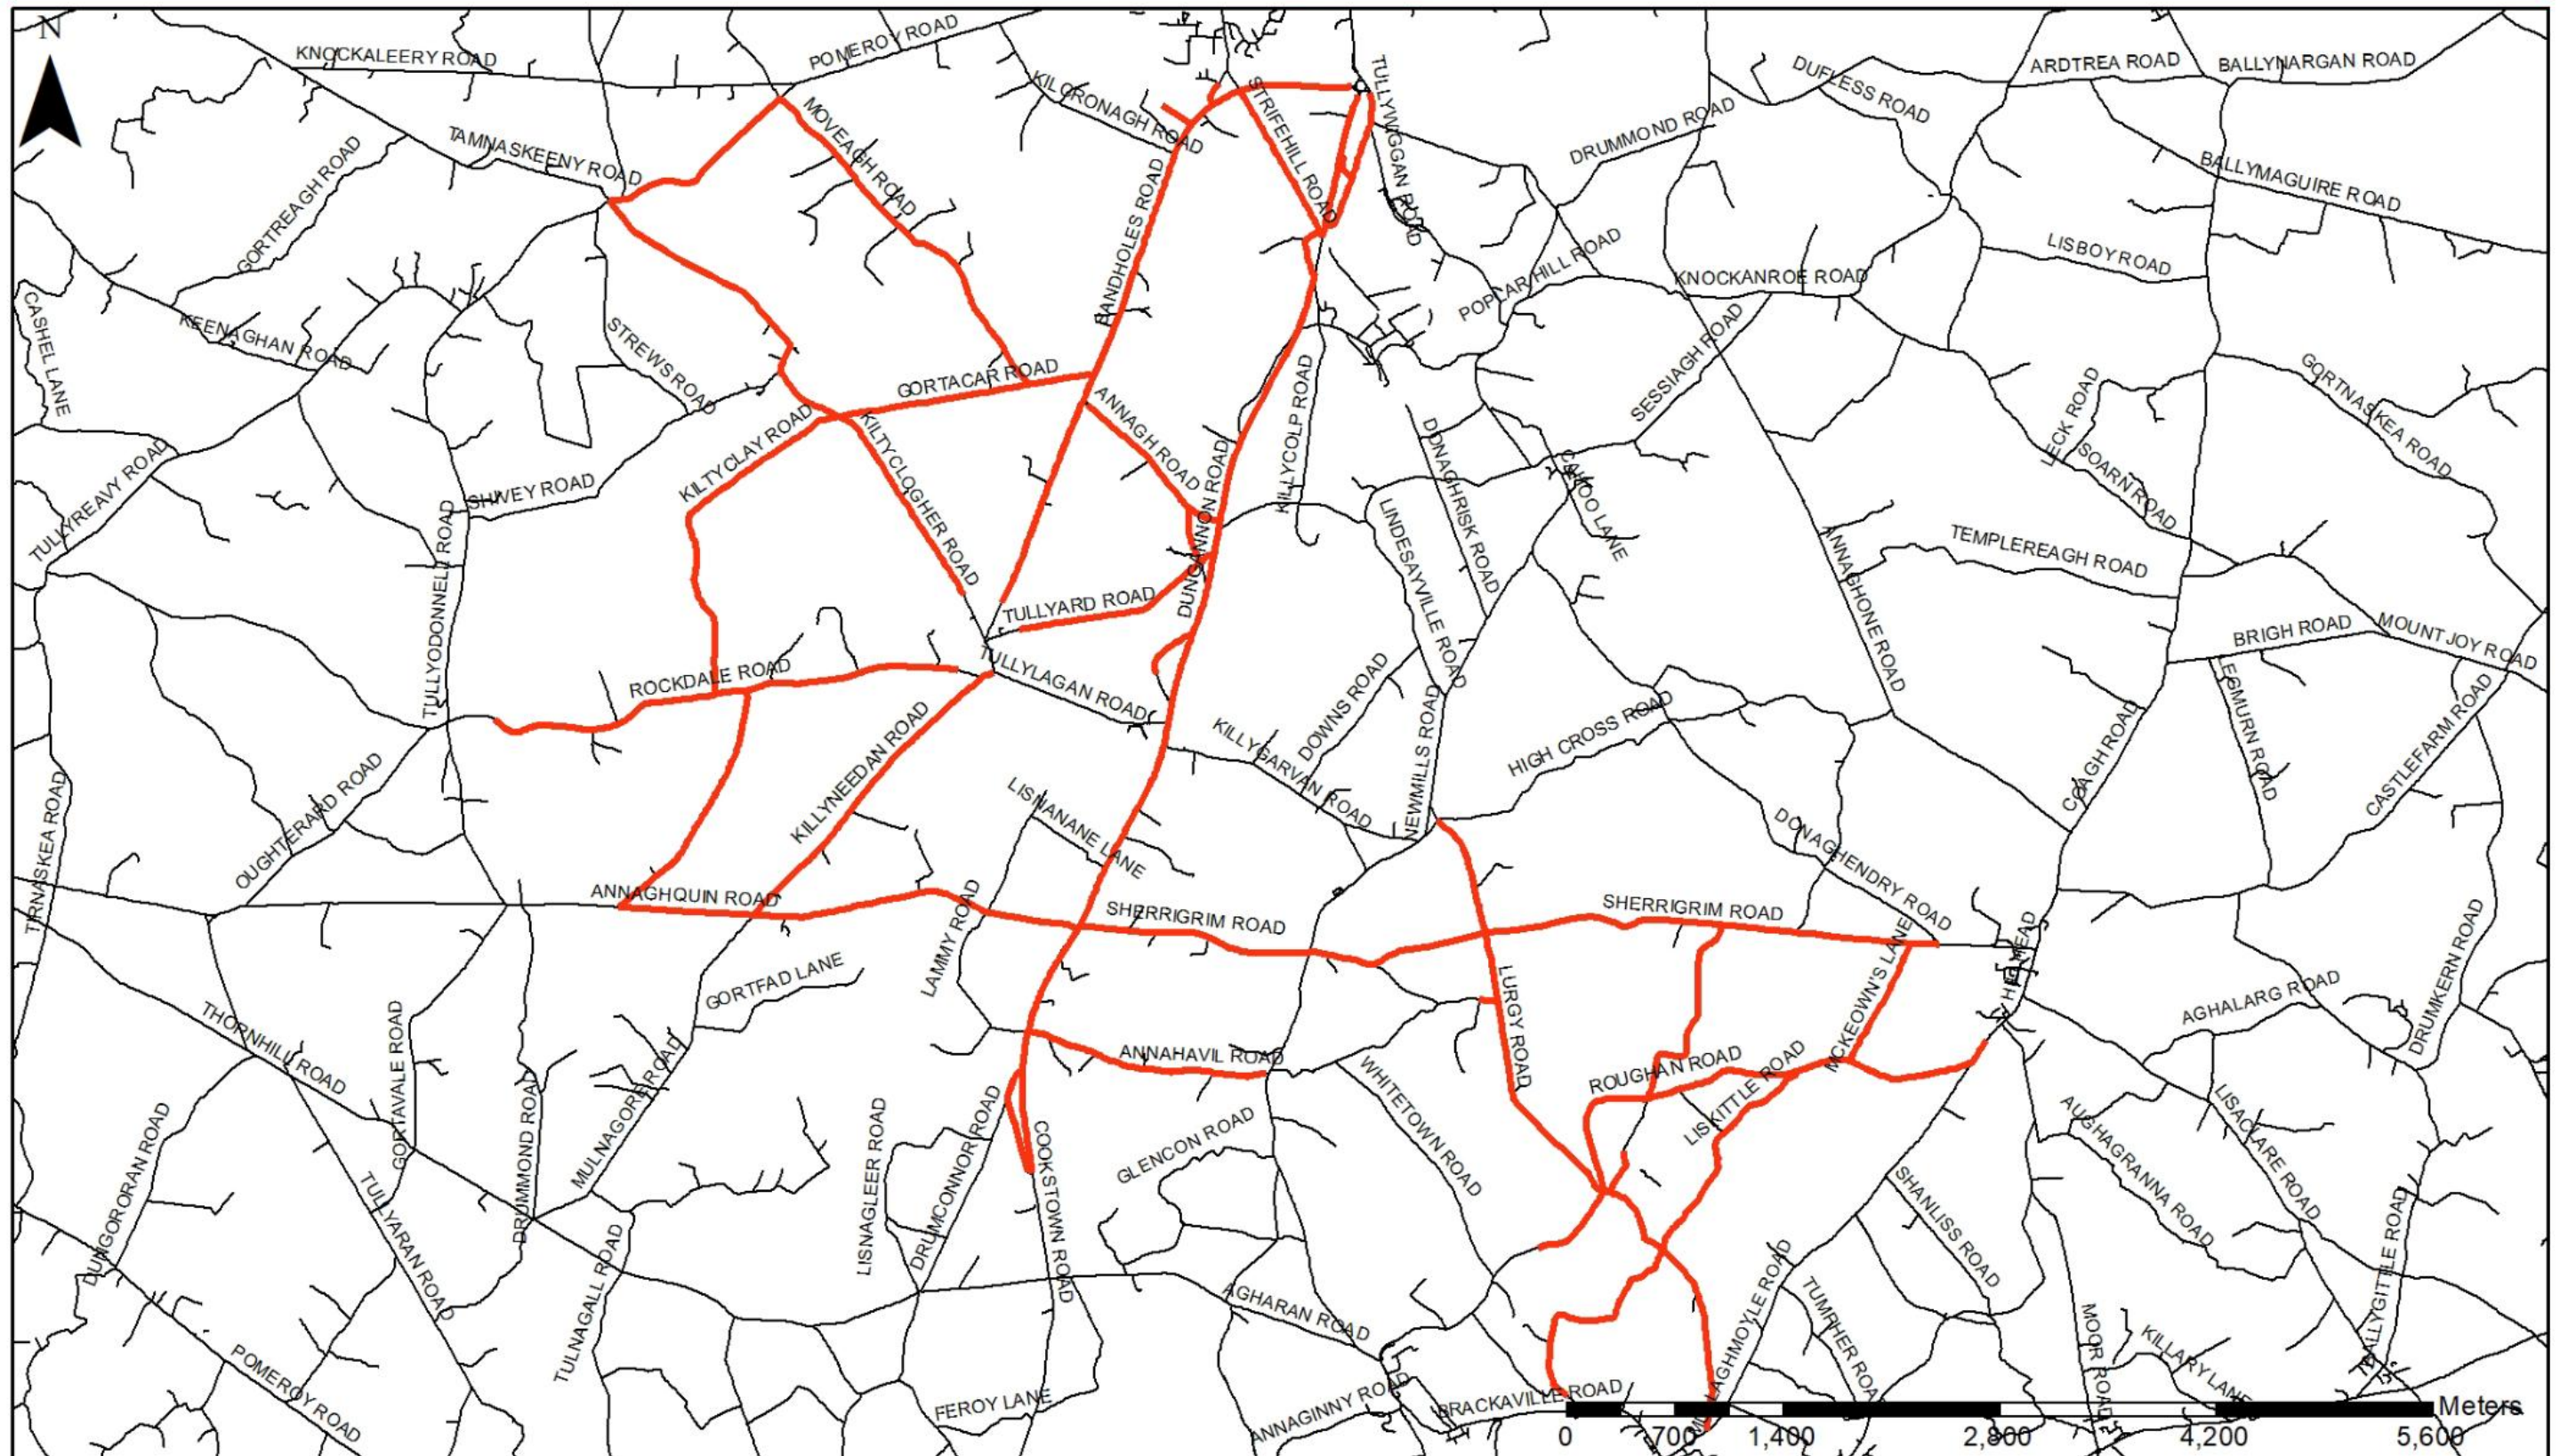 N
KNOCKALEERY ROAD
POMEROY ROAD
KILCRONAGH ROAD
STRIFEHILL ROAD
TULLYWIGGAN ROAD
DUFLESS ROAD
ARDTREA ROAD
BALLYNARGAN ROAD
TAMNASKEENY ROAD
MOVEAGH ROAD
DRUMMOND ROAD
BALLYMAGUIRE ROAD
GORTREAGH ROAD
SANDHOLES ROAD
POPLAR HILL ROAD
KNOCKANROE ROAD
LISBOY ROAD
CASHEL LANE
KEENAGHAN ROAD
STREWS ROAD
GORTACAR ROAD
ANNAGH ROAD
KILLYCOLP ROAD
SESSIAGH ROAD
LECK ROAD
GORTNASKEA ROAD
TULLYREAVY ROAD
SHIVEY ROAD
KILTYCLAY ROAD
KILTYCLOGHER ROAD
DUNGANNON ROAD
DONAGHRISK ROAD
CAHOO LANE
SOARN ROAD
TULLYODONNELL ROAD
LINDESAYVILLE ROAD
ANNAGHONE ROAD
TEMPLEREAGH ROAD
TULLYARD ROAD
BRIGH ROAD
MOUNTJOY ROAD
ROCKDALE ROAD
TULLYLAGAN ROAD
DOWNS ROAD
LEGMURN ROAD
CASTLEFARM ROAD
OUGHTERARD ROAD
KILLYNEEDAN ROAD
KILLYGARVAN ROAD
NEWMILLS ROAD
HIGH CROSS ROAD
COAGH ROAD
TIRNASKEA ROAD
LISNANANE LANE
DONAGHENDRY ROAD
ANNAGHQUIN ROAD
SHERRIGRIM ROAD
SHERRIGRIM ROAD
LAMMY ROAD
GORTFAD LANE
MCKEOWN'S LANE
DRUMKERN ROAD
THORNHILL ROAD
GORTAVALE ROAD
LURGY ROAD
AGHALARG ROAD
DRUMMOND ROAD
MULNAGORE ROAD
ANNAHAVIL ROAD
WHITETOWN ROAD
ROUGHAN ROAD
LISKITTLE ROAD
DUNGORORAN ROAD
TULLYARAN ROAD
LISNAGLEER ROAD
DRUMCONNOR ROAD
COOKSTOWN ROAD
GLENCON ROAD
AUGHAGRANNA ROAD
LISACLARE ROAD
SHANLISS ROAD
TULNAGALL ROAD
AGHARAN ROAD
TUMPHER ROA
MOOR ROAD
KILLARY LANE
BALLYGITTLE ROAD
POMEROY ROAD
FEROY LANE
ANNAGINNY ROAD
BRACKAVILLE ROAD
Meters
0 700 1,400 2,800 4,200 5,600